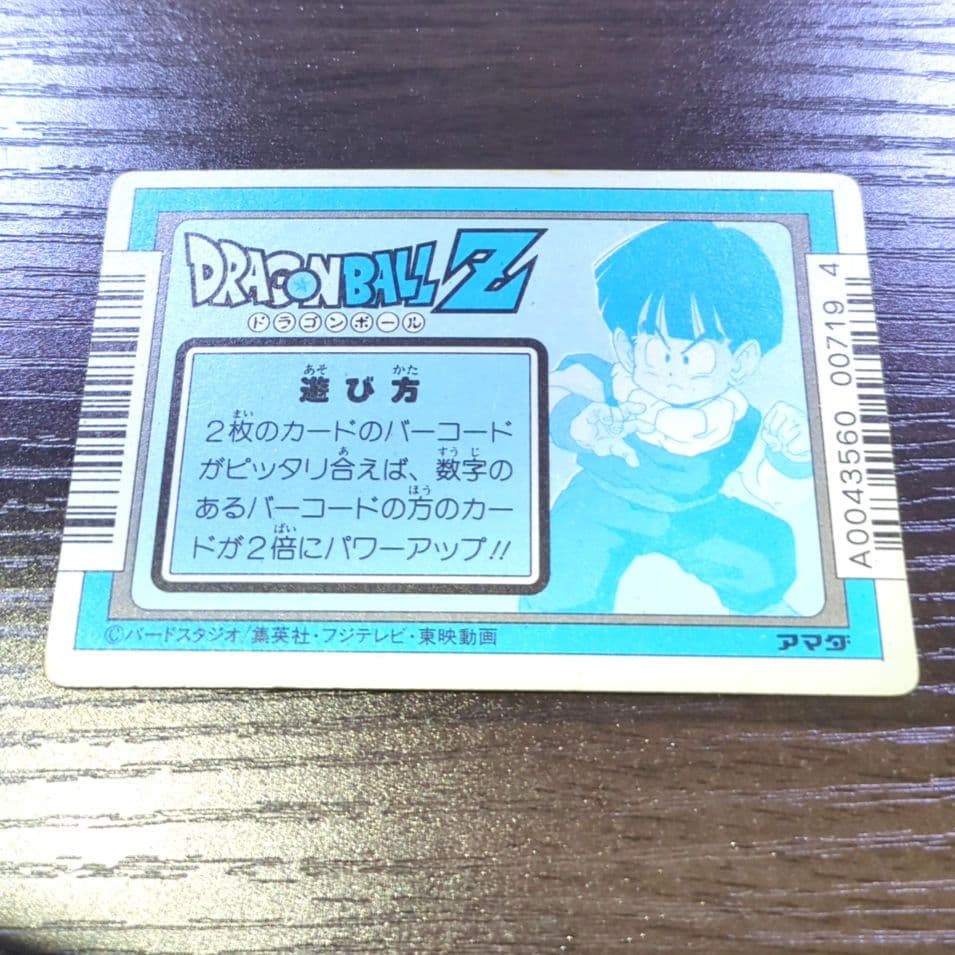 DRAGON BALL Z
ドラゴンボール
遊び方
2枚のカードのバーコード
がピッタリ合えば、数字の
あるバーコードの方のカー
ドが2倍にパワーアップ!!
©バードスタジオ/集英社・フジテレビ・東映動画
アマダ
A0043560 00719 4